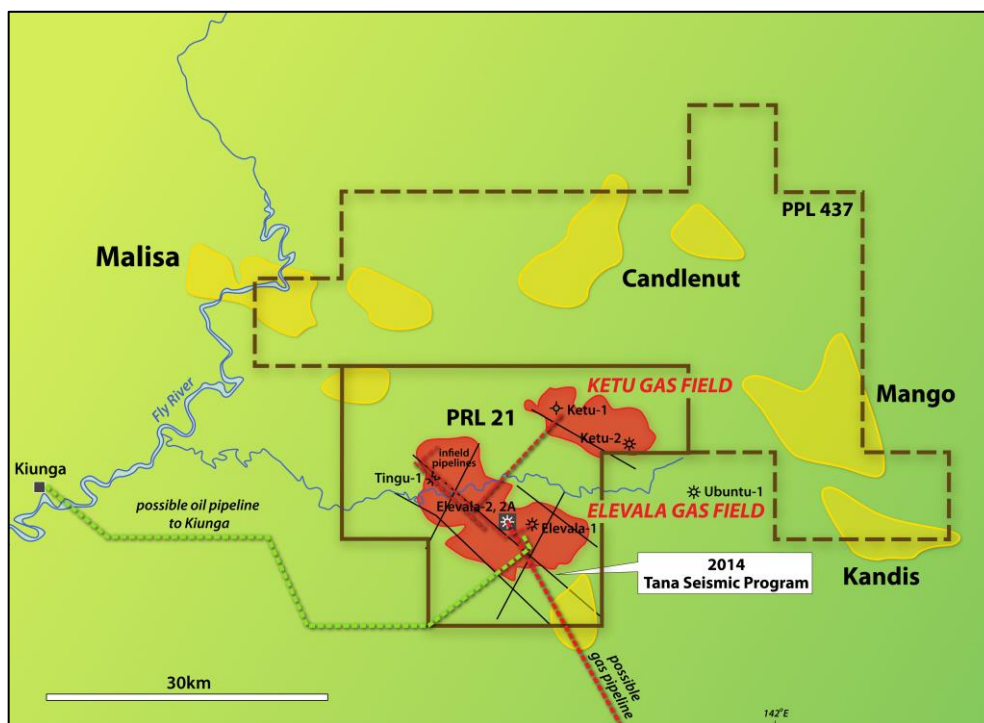 PPL 437
Malisa
Candlenut
Fly River
KETU GAS FIELD
Mango
Ketu-1
PRL 21
Ketu-2
Infield
pipelines
Tingu-1
Kiunga
possible oil pipeline
to Kiunga
Elevala-2, 2A
Ubuntu-1
ELEVALA GAS FIELD
Elevala-1
2014
Tana Seismic Program
Kandis
possible
gas pipeline
30km
142°E